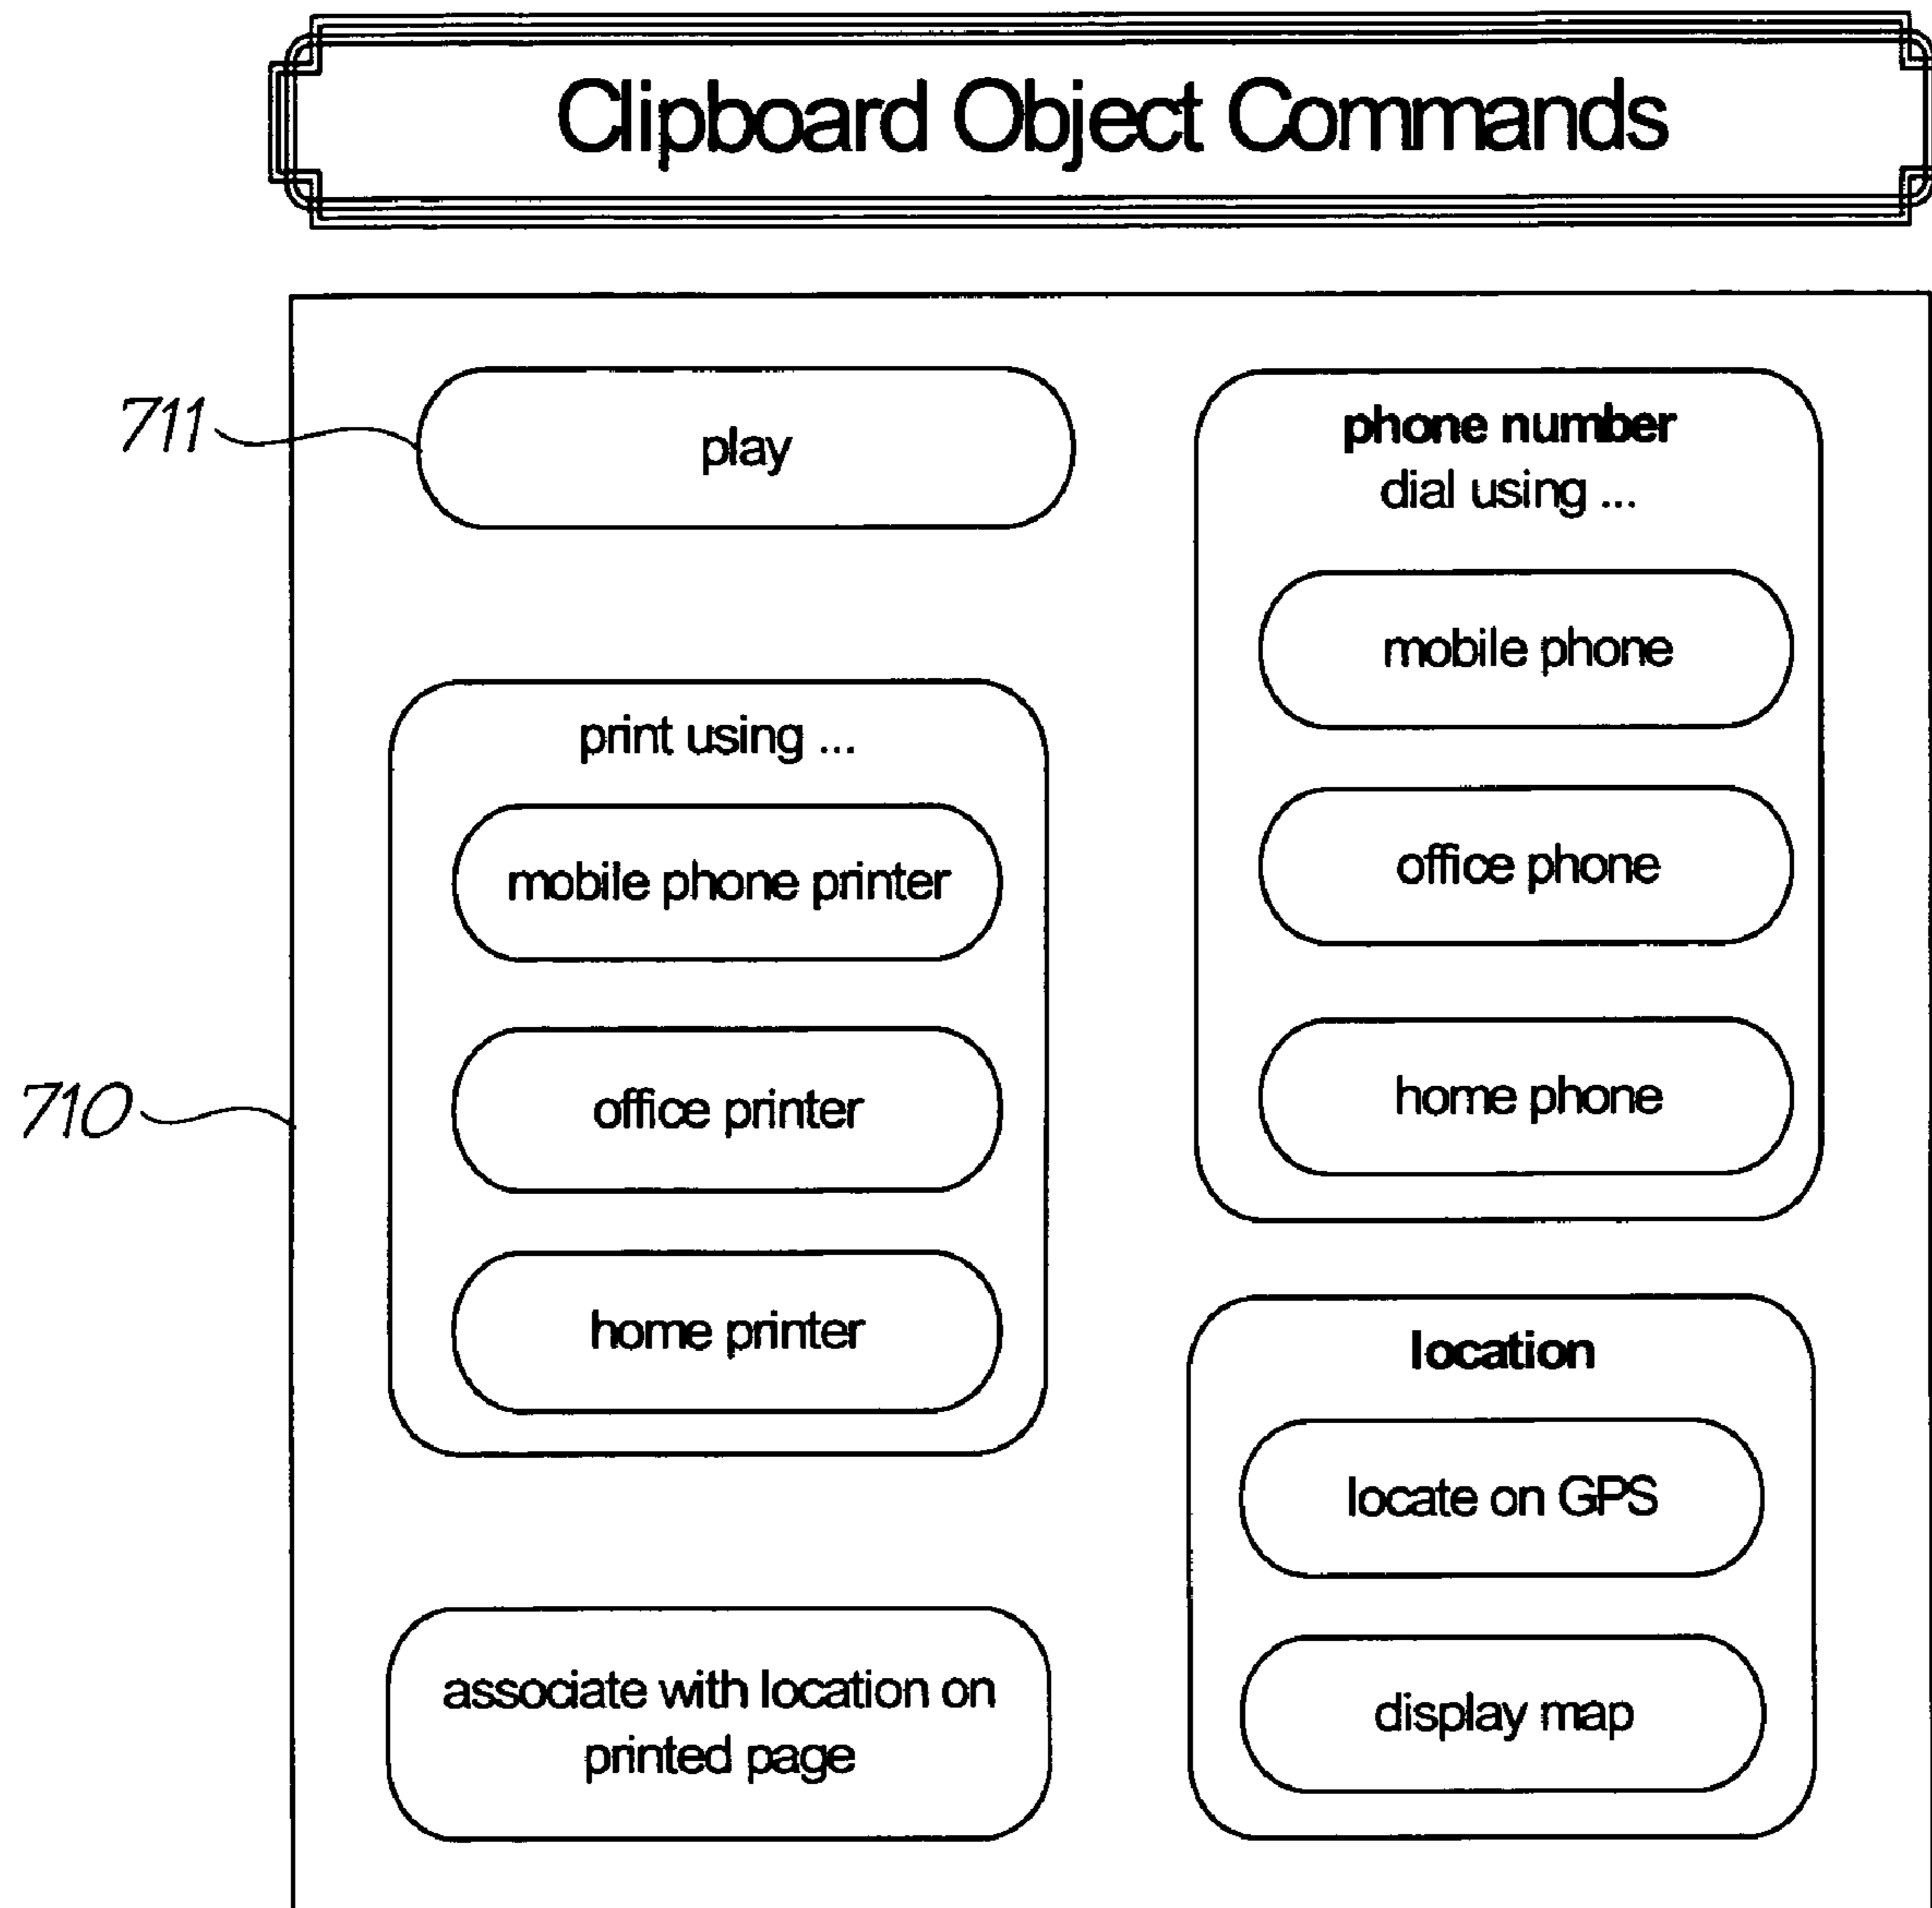 Clipboard Object Commands
711
play
print using ...
mobile phone printer
office printer
home printer
710
associate with location on
printed page
phone number
dial using ...
mobile phone
office phone
home phone
location
locate on GPS
display map